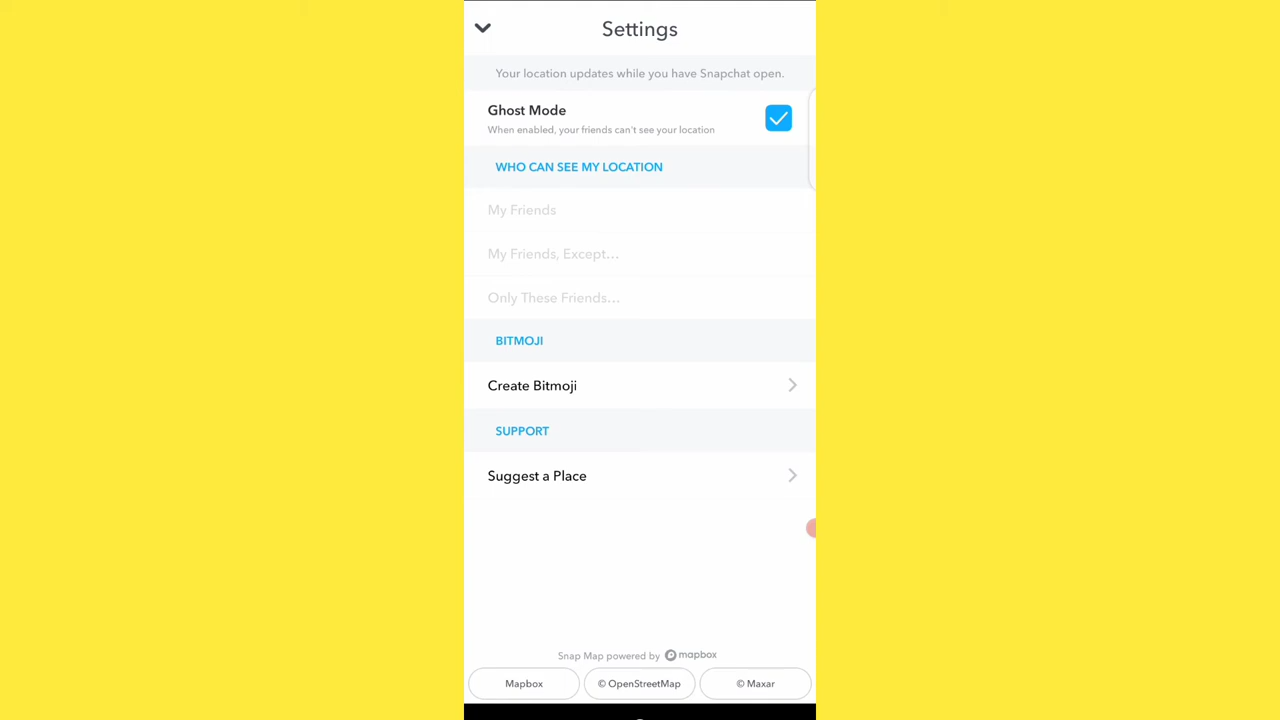 Settings
Your location updates while you have Snapchat open.
Ghost Mode
When enabled, your friends can't see your location
WHO CAN SEE MY LOCATION
My Friends
My Friends, Except...
Only These Friends...
BITMOJI
Create Bitmoji
SUPPORT
Suggest a Place
Snap Map powered by mapbox
Mapbox
© OpenStreetMap
© Maxar